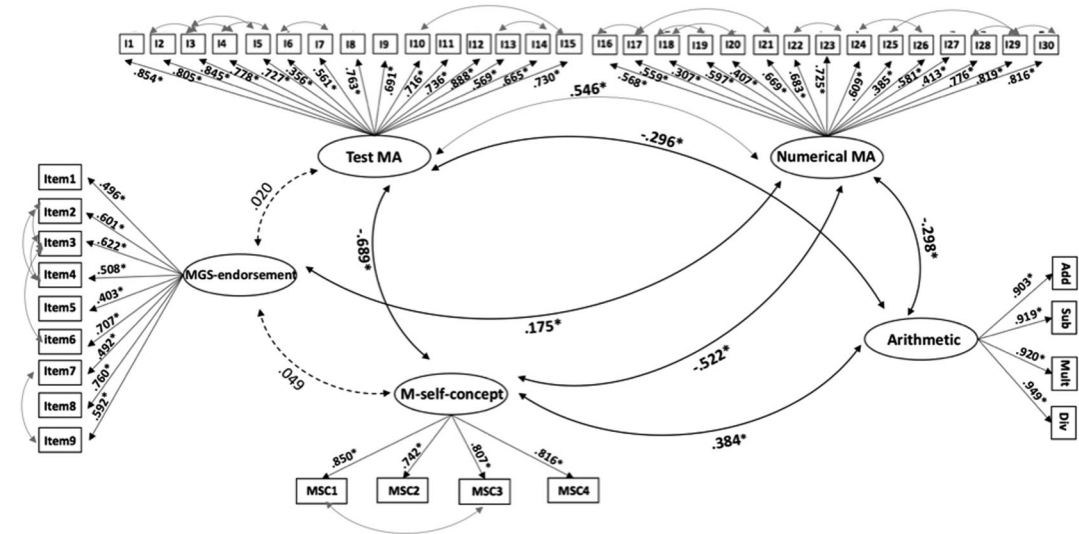 I1 I2 I3 I4 I5 I6 I7 I8 I9 I10 I11 I12 I13 I14 I15 I16 I17 I18 I19 I20 I21 I22 I23 I24 I25 I26 I27 I28 I29 I30
.854* .805* .845* .778* .727* .356* .561* .763* .691* .716* .736* .888* .569* .665* .730* .568* .559* .307* .597* .407* .669* .683* .725* .609* .385* .581* .413* .776* .819* .816*
.546*
-.296*
Test MA
Numerical MA
Item1
.496*
Item2
.601*
Item3
.622*
Item4
.508*
Item5
.403*
Item6
.707*
Item7
.492*
Item8
.760*
Item9
.592*
.020
MGS-endorsement
-.689*
.175*
-.298*
-.522*
.049
M-self-concept
.384*
Arithmetic
.903*
Add
.919*
Sub
.920*
Mult
.949*
Div
.850* .742* .807* .816*
MSC1 MSC2 MSC3 MSC4